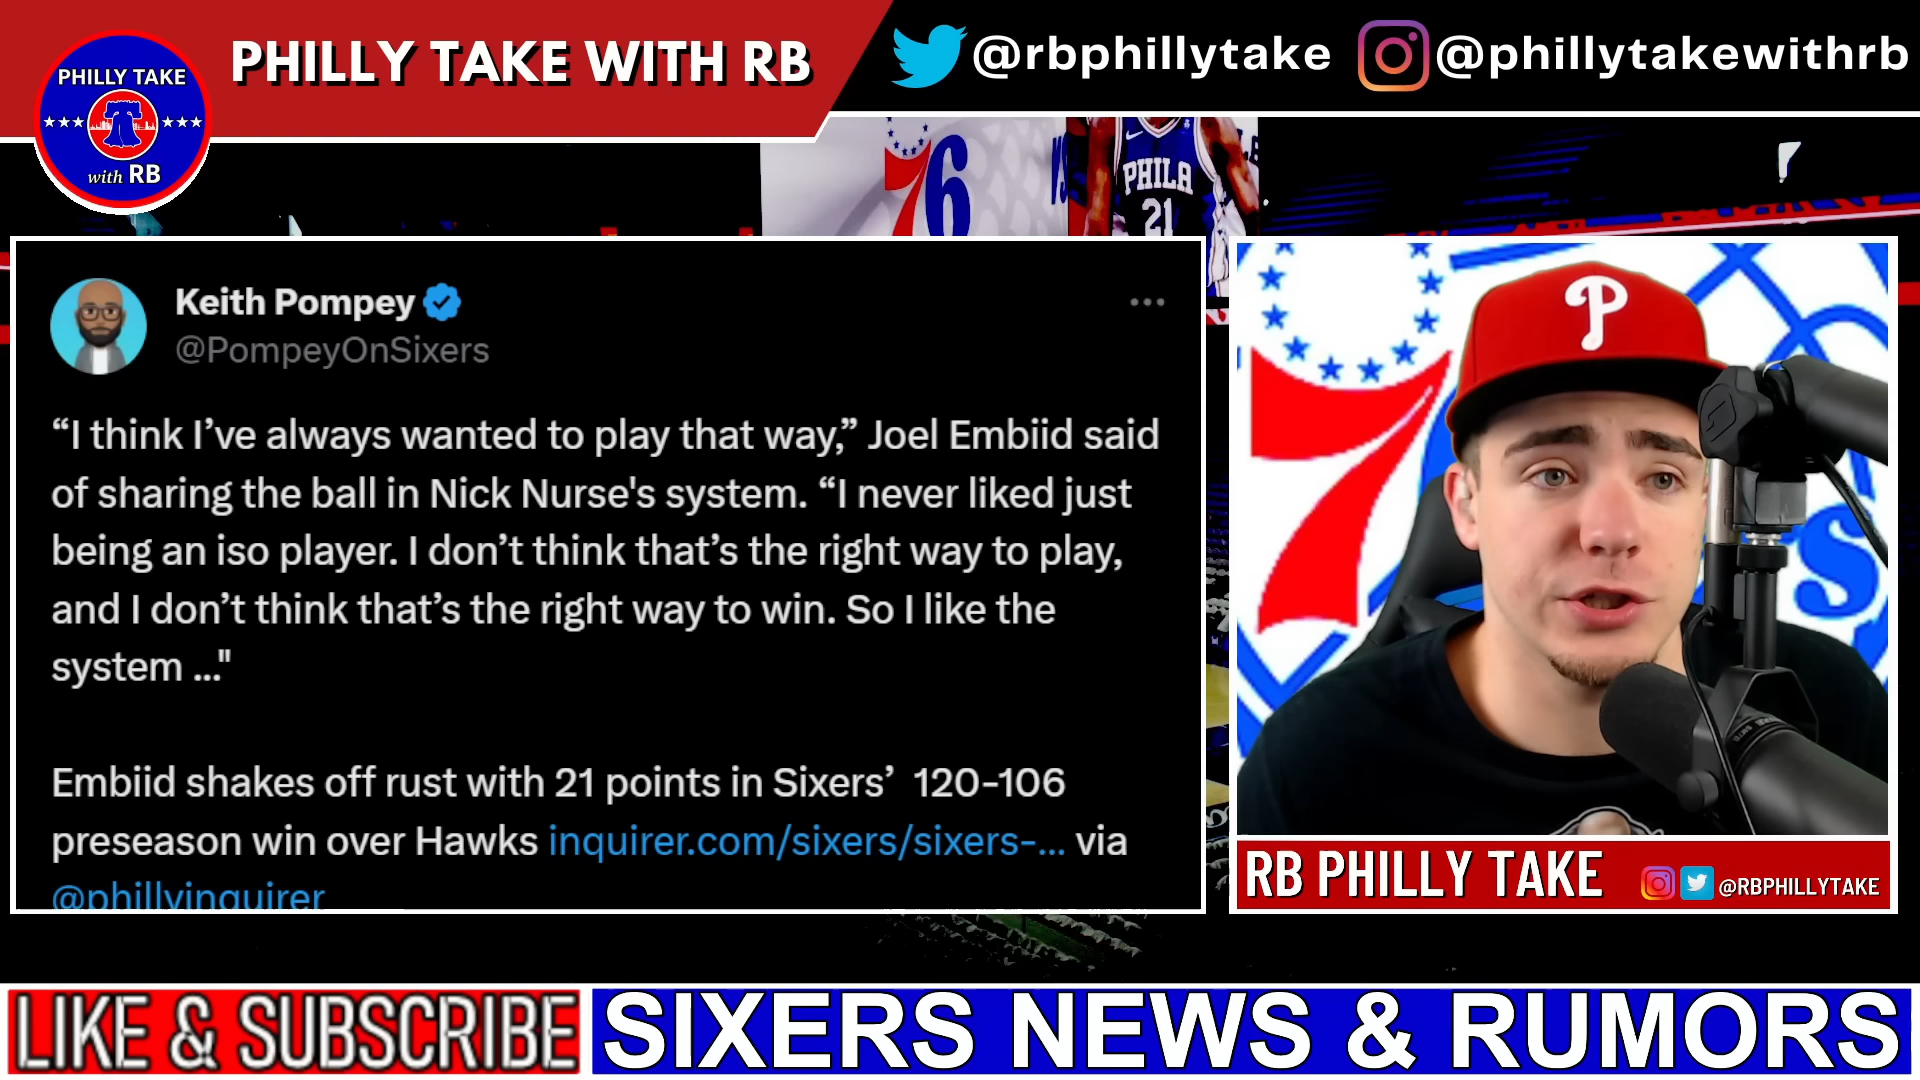 PHILLY TAKE
with RB
PHILLY TAKE WITH RB
@rbphillytake
@phillytakewithrb
76
PHILA
21
Keith Pompey
@PompeyOnSixers
“I think I’ve always wanted to play that way,” Joel Embiid said
of sharing the ball in Nick Nurse's system. “I never liked just
being an iso player. I don’t think that’s the right way to play,
and I don’t think that’s the right way to win. So I like the
system ..."
Embiid shakes off rust with 21 points in Sixers’ 120-106
preseason win over Hawks inquirer.com/sixers/sixers-... via
@phillyinquirer
P
RB PHILLY TAKE
@RBPHILLYTAKE
LIKE & SUBSCRIBE
SIXERS NEWS & RUMORS